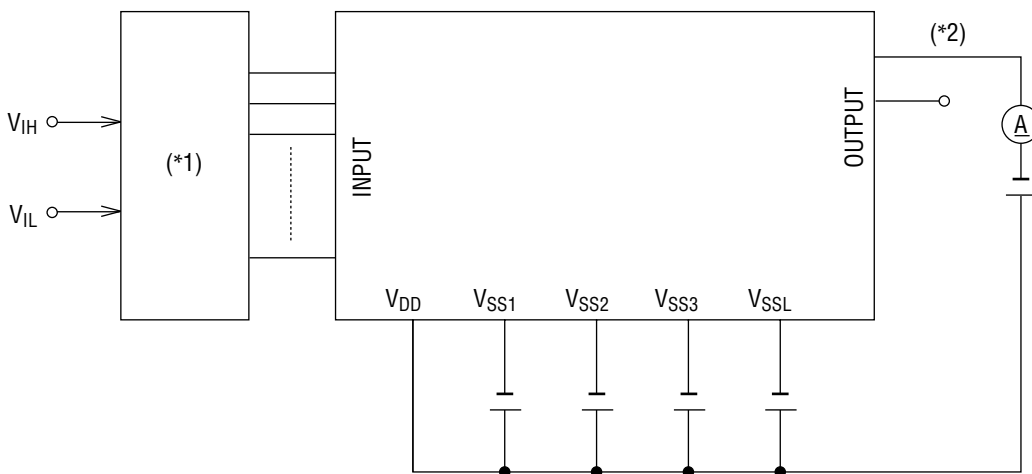 (*2)
V_IH
(*1)
INPUT
OUTPUT
A
V_IL
V_DD V_SS1 V_SS2 V_SS3 V_SSL